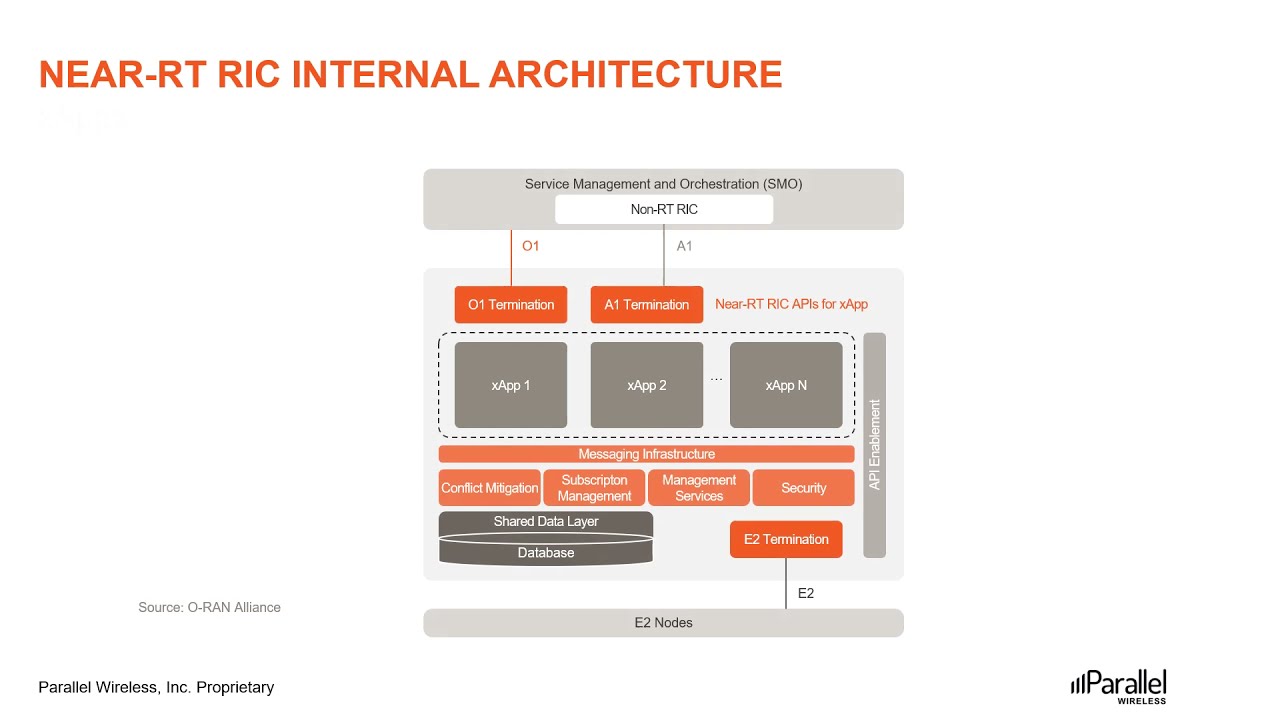 NEAR-RT RIC INTERNAL ARCHITECTURE
Service Management and Orchestration (SMO)
Non-RT RIC
O1
A1
O1 Termination
A1 Termination
Near-RT RIC APIs for xApp
xApp 1
xApp 2
...
xApp N
API Enablement
Messaging Infrastructure
Conflict Mitigation
Subscripton
Management
Management
Services
Security
Shared Data Layer
Database
E2 Termination
E2
E2 Nodes
Source: O-RAN Alliance
Parallel Wireless, Inc. Proprietary
Parallel
WIRELESS